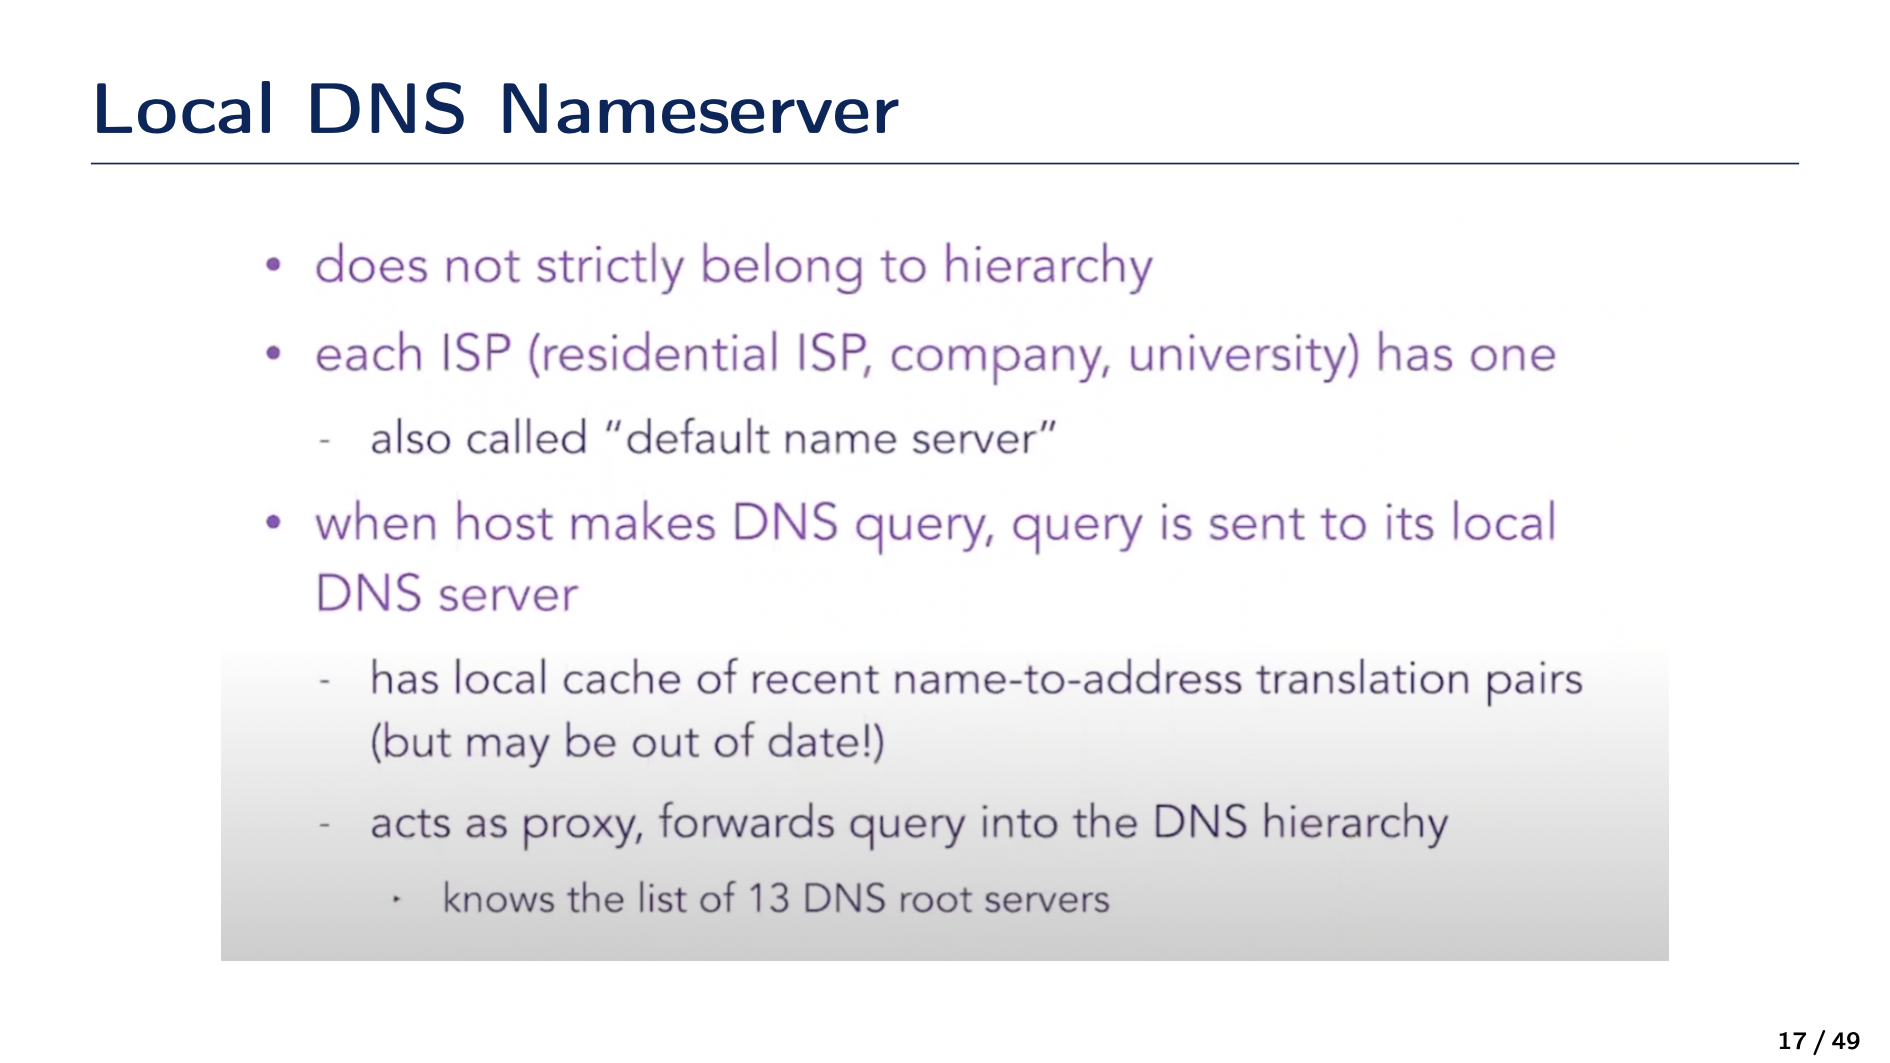 Local DNS Nameserver
• does not strictly belong to hierarchy
• each ISP (residential ISP, company, university) has one
- also called “default name server”
• when host makes DNS query, query is sent to its local
DNS server
- has local cache of recent name-to-address translation pairs
(but may be out of date!)
- acts as proxy, forwards query into the DNS hierarchy
‣ knows the list of 13 DNS root servers
17 / 49